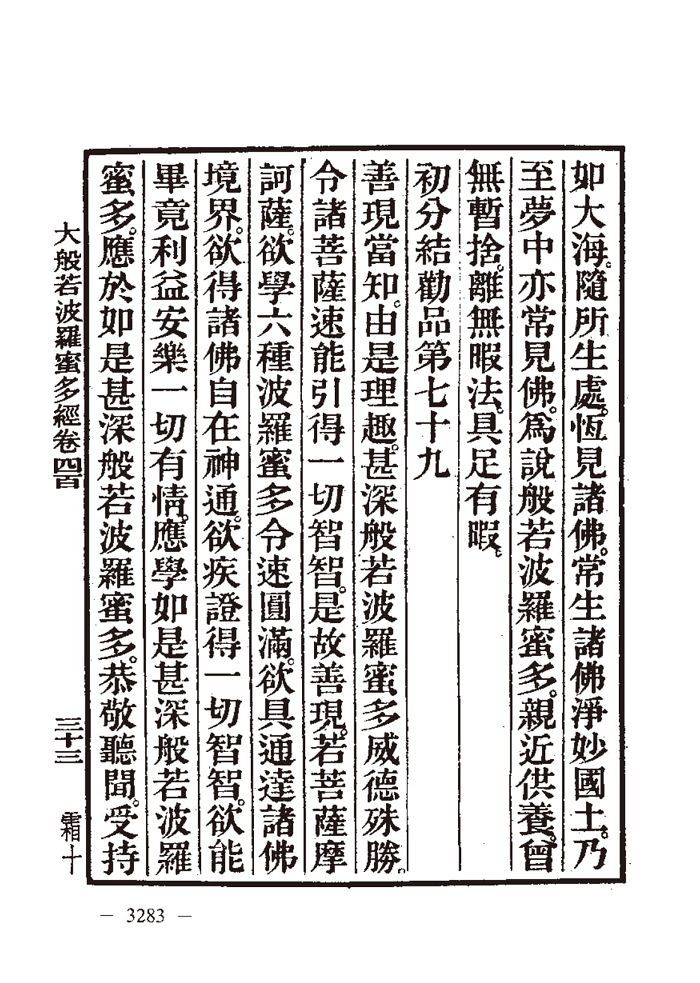 如大海。隨所生處。恆見諸佛。常生諸佛淨妙國土。乃
至夢中亦常見佛。爲說般若波羅蜜多。親近供養。曾
無暫捨。離無暇法。具足有暇。
初分結勸品第七十九
善現當知。由是理趣。甚深般若波羅蜜多威德殊勝。
令諸菩薩速能引得一切智智。是故善現。若菩薩摩
訶薩。欲學六種波羅蜜多令速圓滿。欲具通達諸佛
境界。欲得諸佛自在神通。欲疾證得一切智智。欲能
畢竟利益安樂一切有情。應學如是甚深般若波羅
蜜多。應於如是甚深般若波羅蜜多。恭敬聽聞。受持
大般若波羅蜜多經卷四百 三十三 霜十
— 3283 —